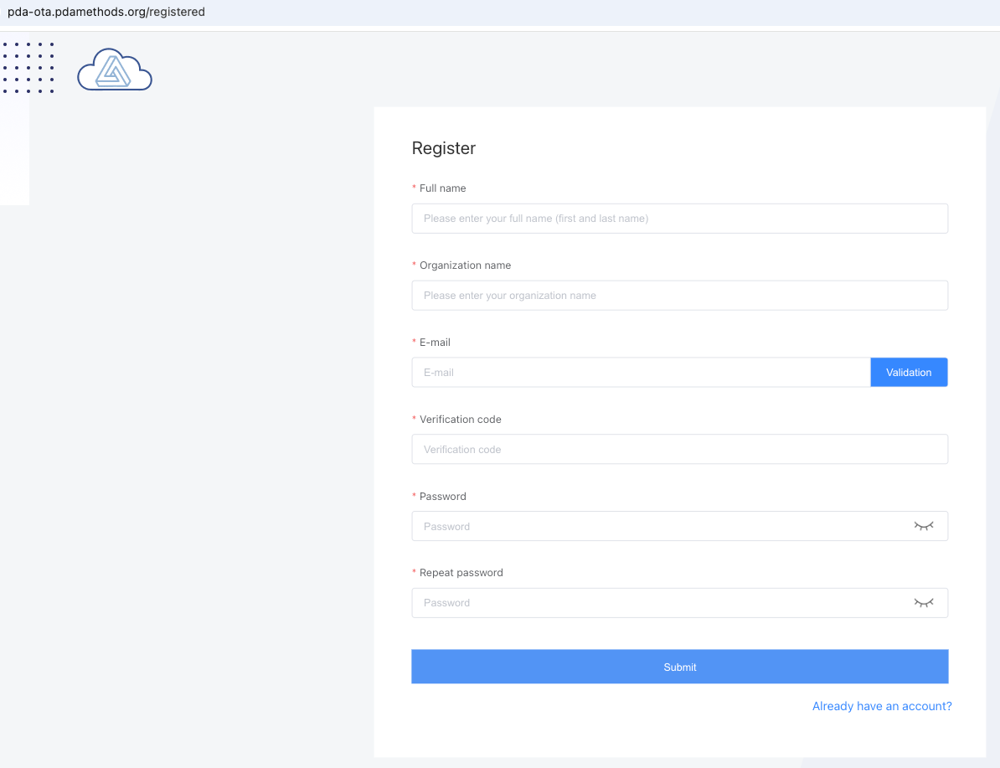 pda-ota.pdamethods.org/registered
Register
* Full name
Please enter your full name (first and last name)
* Organization name
Please enter your organization name
* E-mail
E-mail
Validation
* Verification code
Verification code
* Password
Password
* Repeat password
Password
Submit
Already have an account?